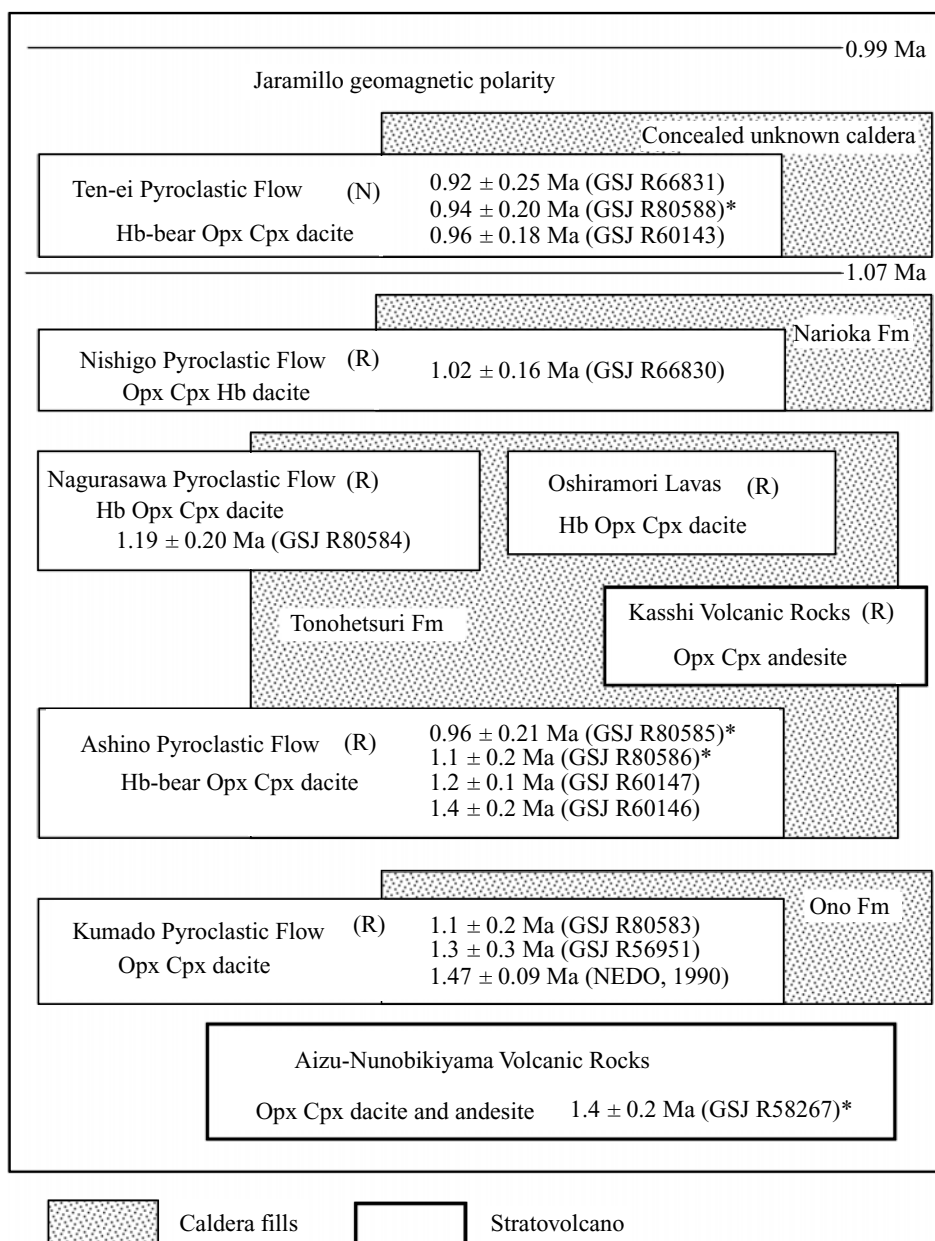 0.99 Ma
Jaramillo geomagnetic polarity
Concealed unknown caldera
Ten-ei Pyroclastic Flow (N)
Hb-bear Opx Cpx dacite
0.92 ± 0.25 Ma (GSJ R66831)
0.94 ± 0.20 Ma (GSJ R80588)*
0.96 ± 0.18 Ma (GSJ R60143)
1.07 Ma
Narioka Fm
Nishigo Pyroclastic Flow (R)
Opx Cpx Hb dacite
1.02 ± 0.16 Ma (GSJ R66830)
Nagurasawa Pyroclastic Flow (R)
Hb Opx Cpx dacite
1.19 ± 0.20 Ma (GSJ R80584)
Oshiramori Lavas (R)
Hb Opx Cpx dacite
Tonohetsuri Fm
Kasshi Volcanic Rocks (R)
Opx Cpx andesite
Ashino Pyroclastic Flow (R)
Hb-bear Opx Cpx dacite
0.96 ± 0.21 Ma (GSJ R80585)*
1.1 ± 0.2 Ma (GSJ R80586)*
1.2 ± 0.1 Ma (GSJ R60147)
1.4 ± 0.2 Ma (GSJ R60146)
Ono Fm
Kumado Pyroclastic Flow (R)
Opx Cpx dacite
1.1 ± 0.2 Ma (GSJ R80583)
1.3 ± 0.3 Ma (GSJ R56951)
1.47 ± 0.09 Ma (NEDO, 1990)
Aizu-Nunobikiyama Volcanic Rocks
Opx Cpx dacite and andesite 1.4 ± 0.2 Ma (GSJ R58267)*
Caldera fills
Stratovolcano